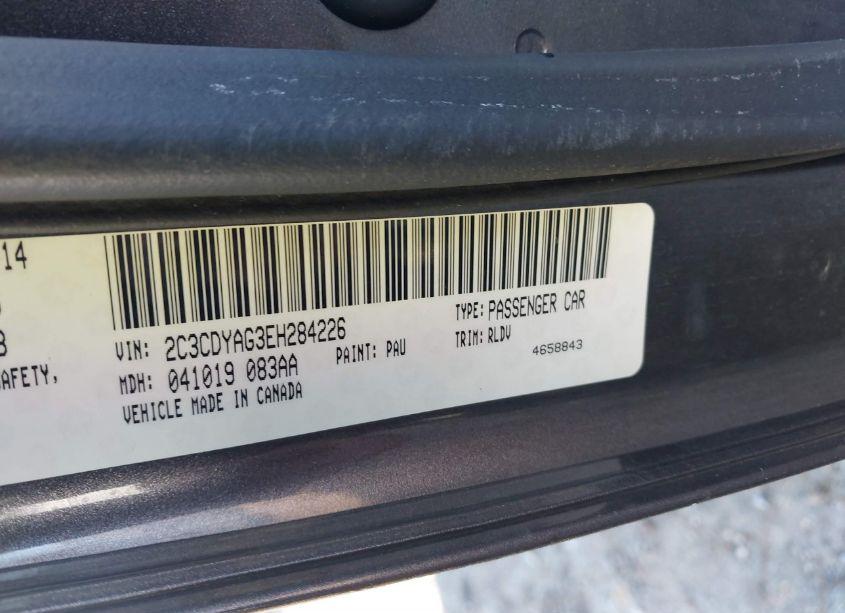 14
AFETY,
VIN: 2C3CDYAG3EH284226
TYPE: PASSENGER CAR
MDH: 041019 083AA
PAINT: PAU
TRIM: RLDV
VEHICLE MADE IN CANADA
4658843